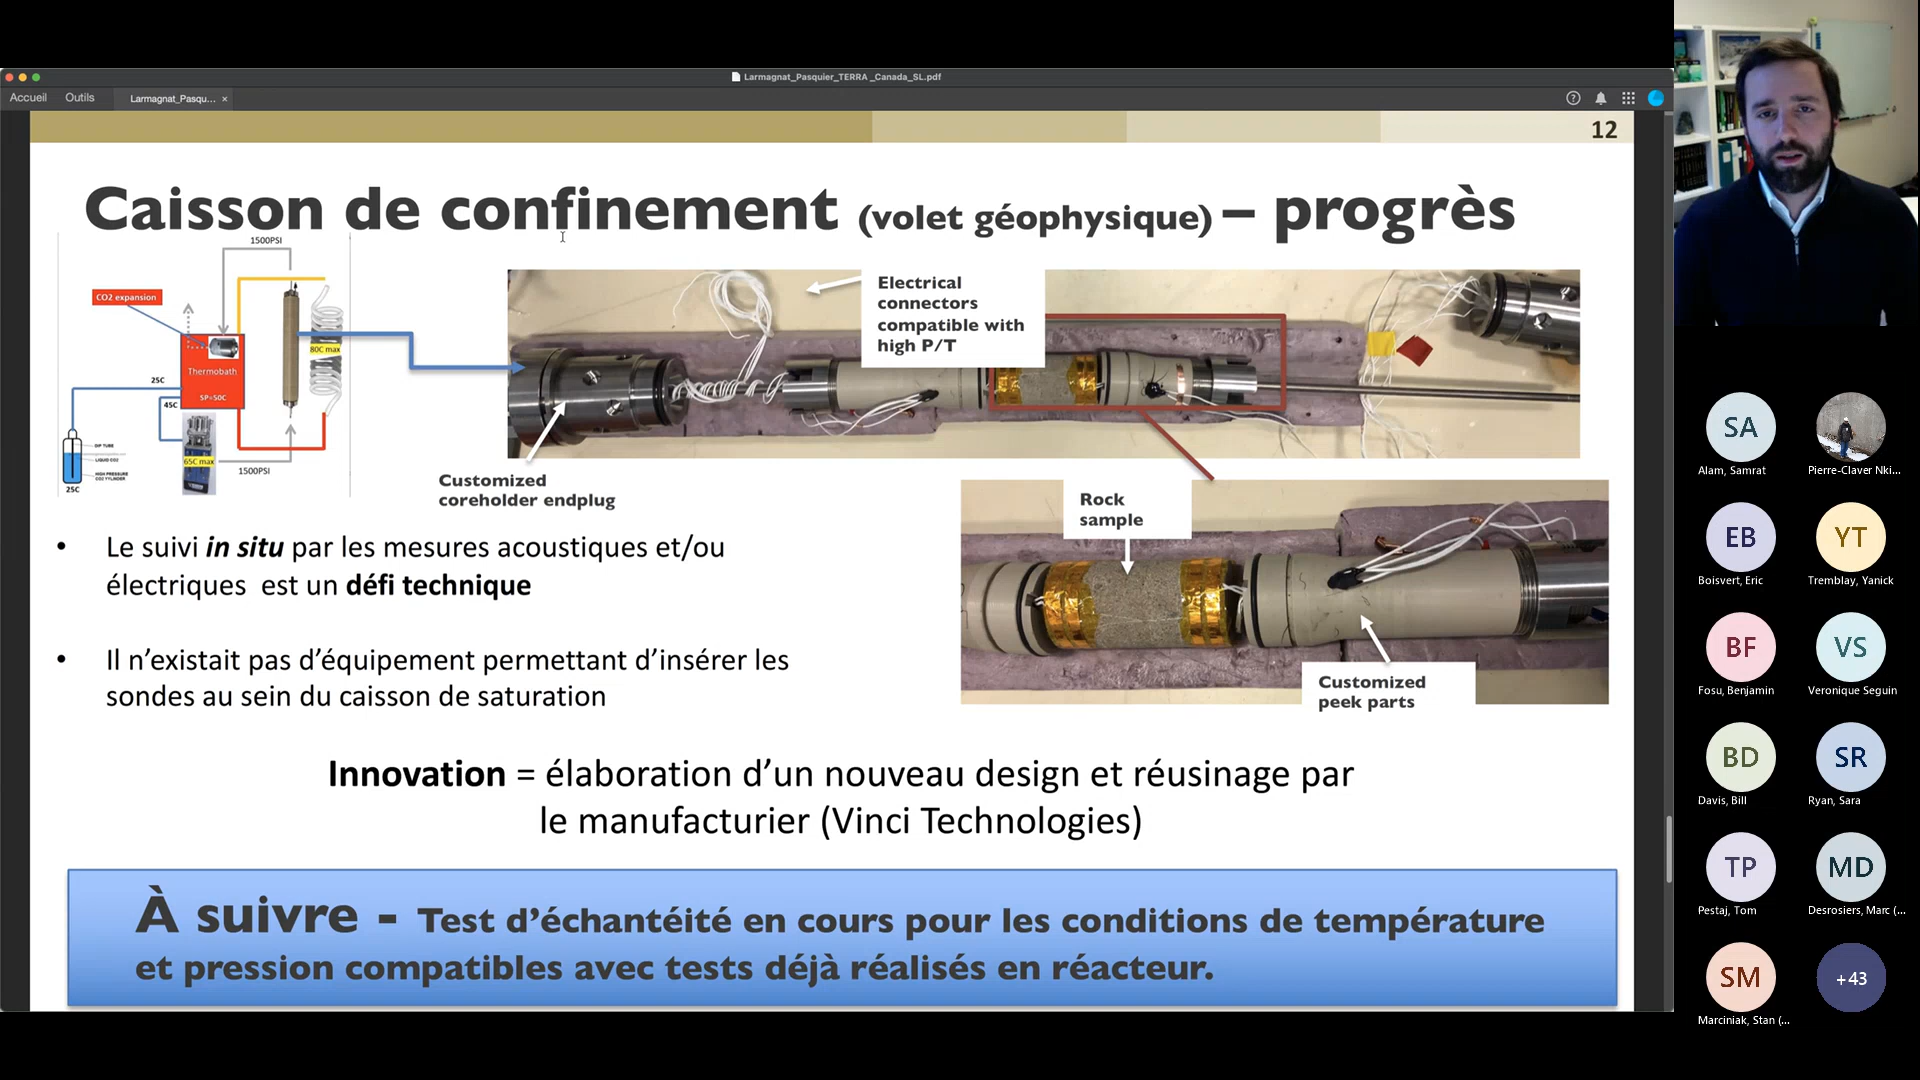 Larmagnat_Pasquier_TERRA _Canada_SL.pdf
Accueil
Outils
Larmagnat_Pasqu...
12
Caisson de confinement (volet géophysique) – progrès
1500PSI
CO2 expansion
80C max
Thermobath
25C
SP=50C
45C
DIP TUBE
LIQUID CO2
HIGH PRESSURE
CO2 CYLINDER
65C max
1500PSI
25C
Electrical
connectors
compatible with
high P/T
Customized
coreholder endplug
Rock
sample
Customized
peek parts
• Le suivi in situ par les mesures acoustiques et/ou
électriques est un défi technique
• Il n’existait pas d’équipement permettant d’insérer les
sondes au sein du caisson de saturation
Innovation = élaboration d’un nouveau design et réusinage par
le manufacturier (Vinci Technologies)
À suivre - Test d’échantéité en cours pour les conditions de température
et pression compatibles avec tests déjà réalisés en réacteur.
SA
Alam, Samrat
Pierre-Claver Nki...
EB
Boisvert, Eric
YT
Tremblay, Yanick
BF
Fosu, Benjamin
VS
Veronique Seguin
BD
Davis, Bill
SR
Ryan, Sara
TP
Pestaj, Tom
MD
Desrosiers, Marc (...
SM
Marciniak, Stan (...
+43